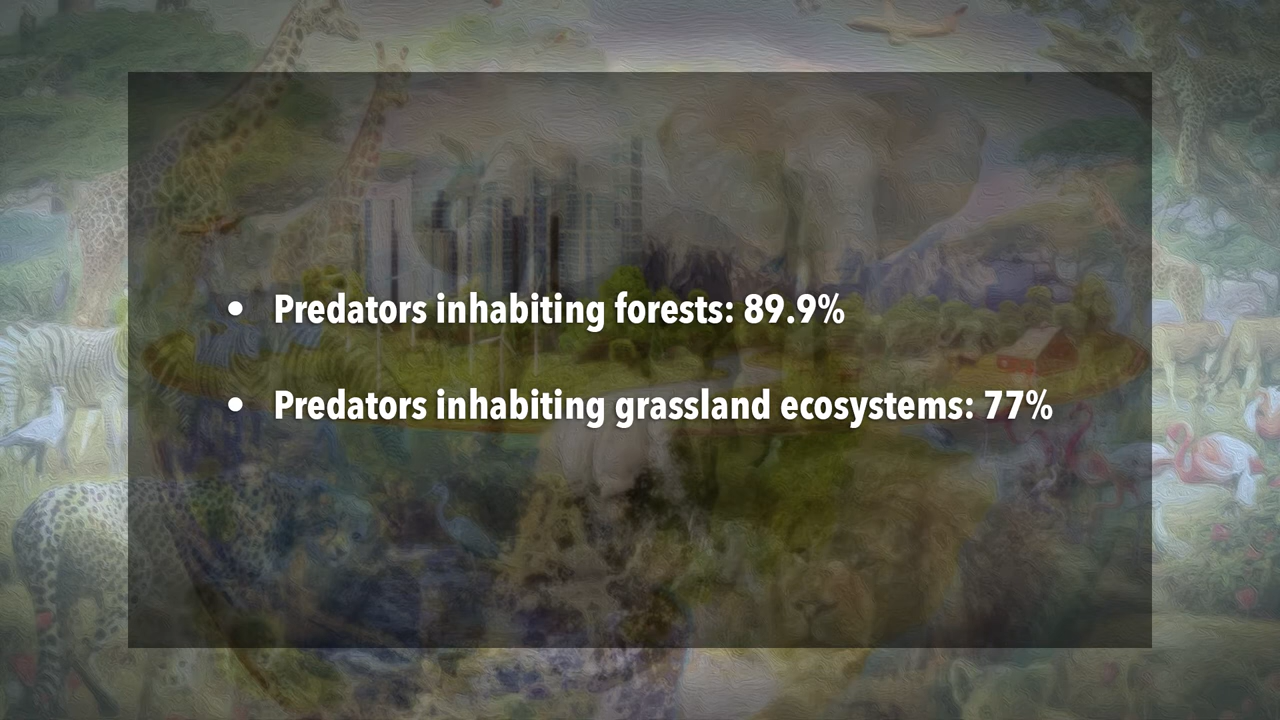 • Predators inhabiting forests: 89.9%
• Predators inhabiting grassland ecosystems: 77%